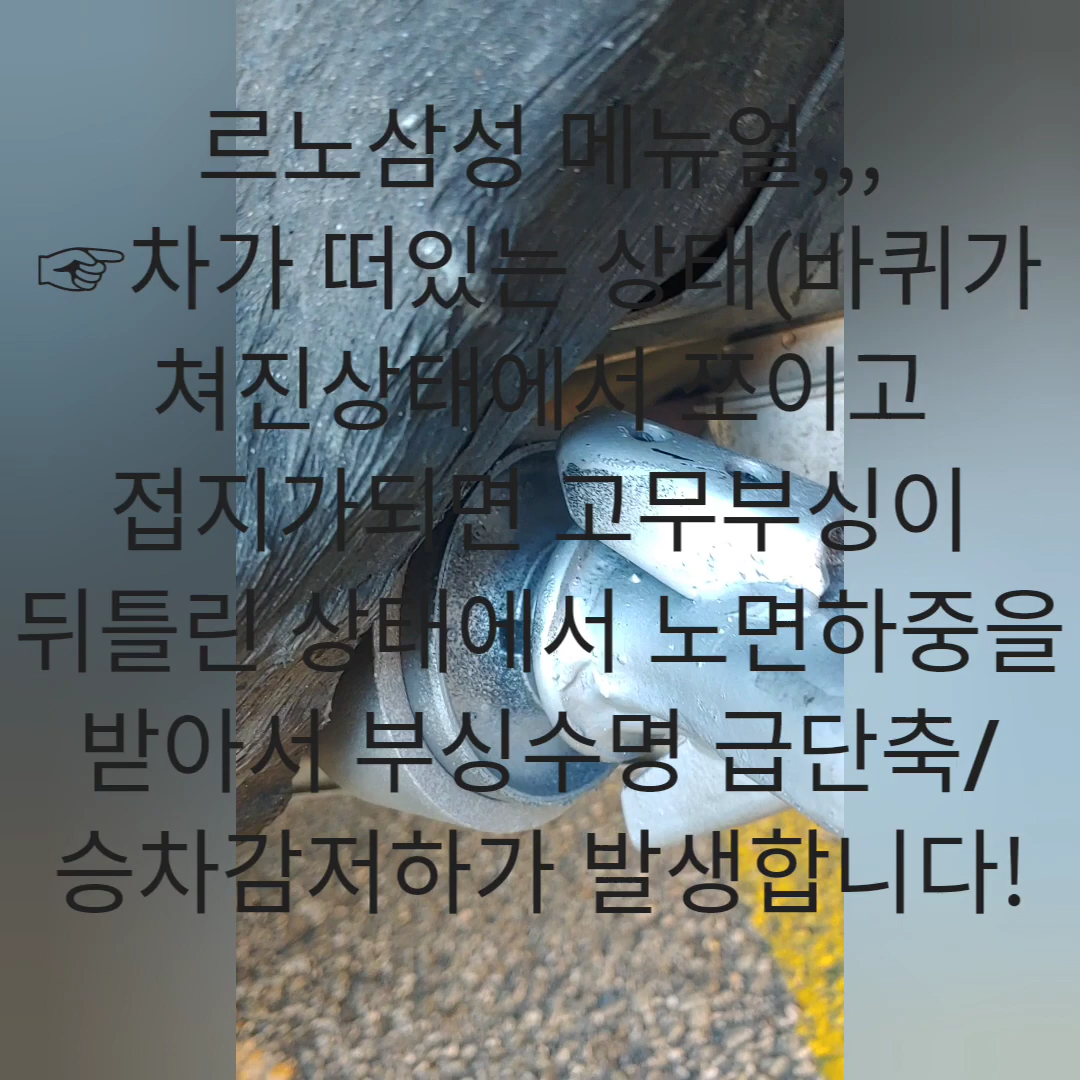 르노삼성 메뉴얼,,,
☞차가 떠있는 상태(바퀴가
쳐진상태에서 쪼이고
접지가되면 고무부싱이
뒤틀린 상태에서 노면하중을
받아서 부싱수명 급단축/
승차감저하가 발생합니다!